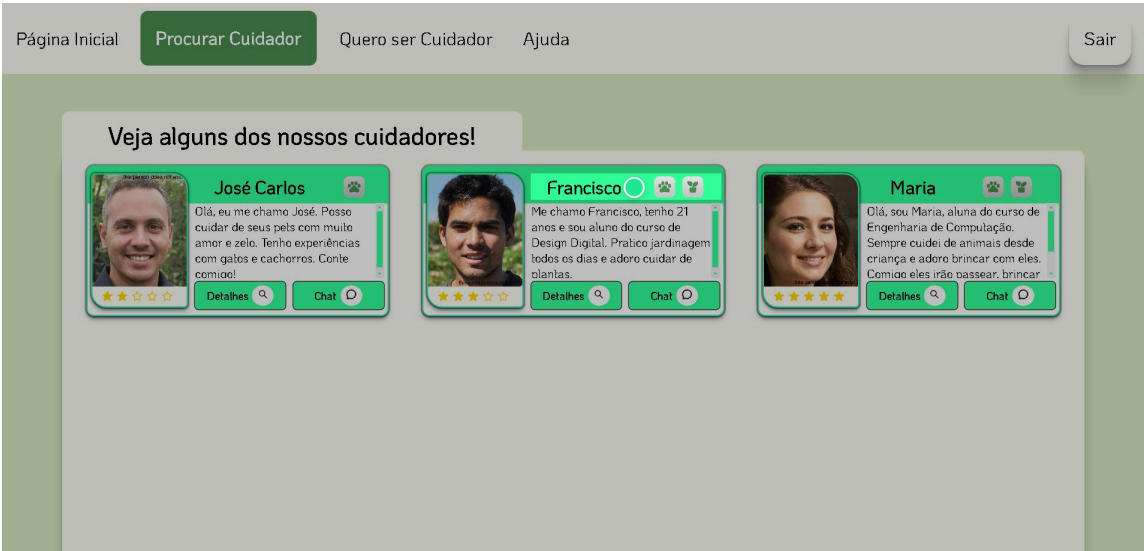 Página Inicial
Procurar Cuidador
Quero ser Cuidador
Ajuda
Sair
Veja alguns dos nossos cuidadores!
José Carlos
Olá, eu me chamo José. Posso
cuidar de seus pets com muito
amor e zelo. Tenho experiências
com gatos e cachorros. Conte
comigo!
Detalhes
Chat
Francisco
Me chamo Francisco, tenho 21
anos e sou aluno do curso de
Design Digital. Pratico jardinagem
todos os dias e adoro cuidar de
plantas.
Detalhes
Chat
Maria
Olá, sou Maria, aluna do curso de
Engenharia de Computação.
Sempre cuidei de animais desde
criança e adoro brincar com eles.
Comigo eles irão passear, brincar
Detalhes
Chat